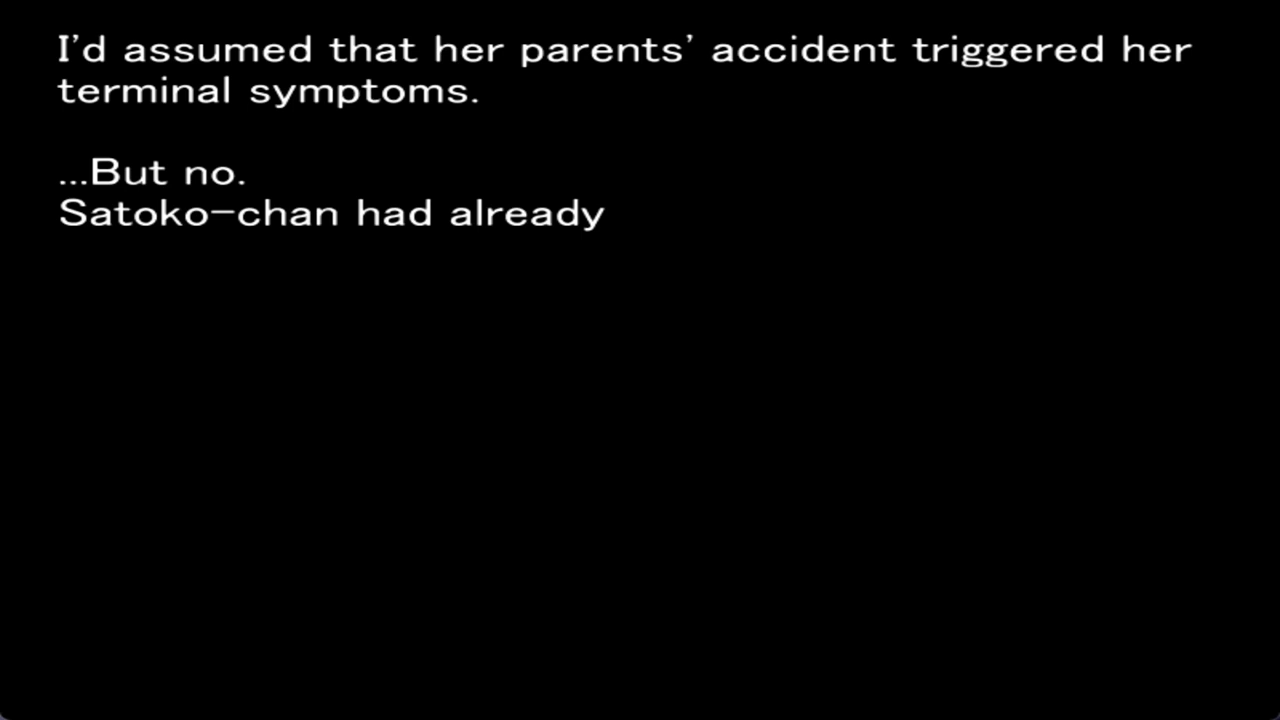 I’d assumed that her parents’ accident triggered her
terminal symptoms.
...But no.
Satoko-chan had already